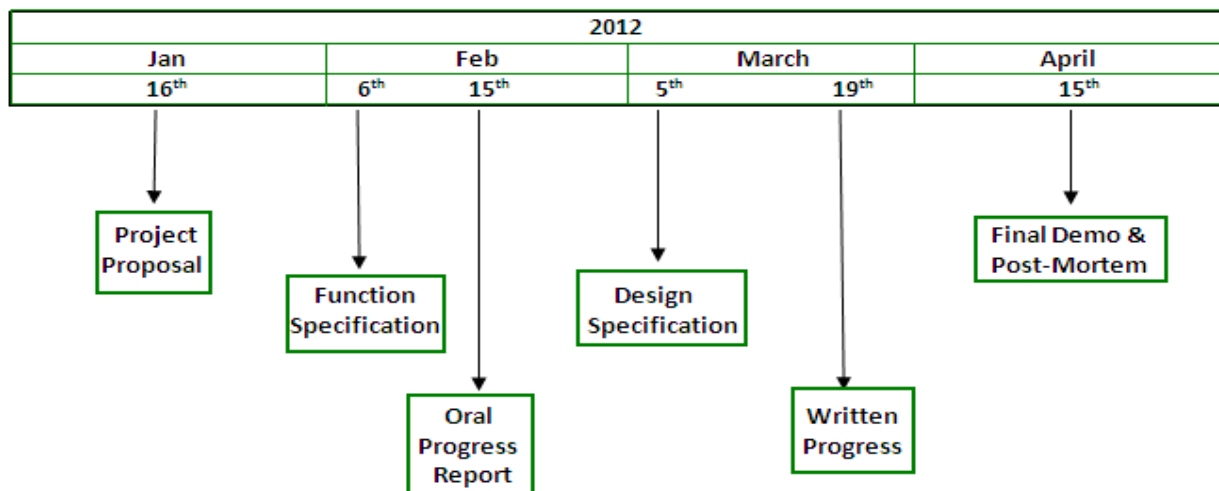 2012
Jan Feb March April
16th 6th 15th 5th 19th 15th
Project
Proposal
Function
Specification
Oral
Progress
Report
Design
Specification
Written
Progress
Final Demo &
Post-Mortem